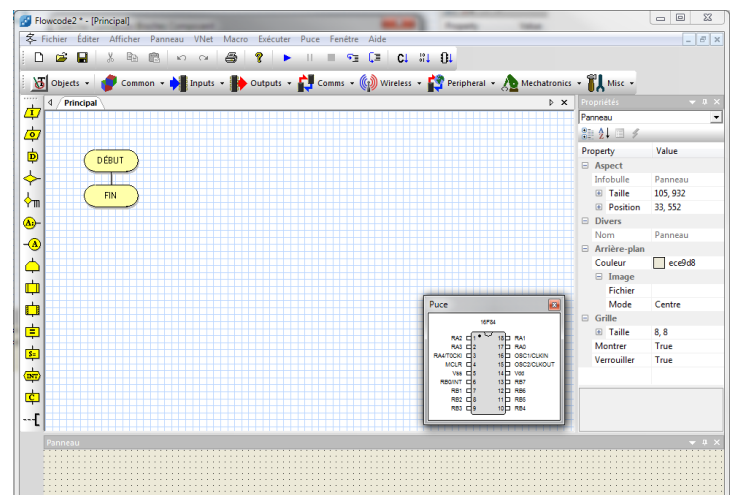 Flowcode2 * - [Principal]
Fichier Éditer Afficher Panneau VNet Macro Exécuter Puce Fenêtre Aide
Objects Common Inputs Outputs Comms Wireless Peripheral Mechatronics Misc
Principal
Propriétés
Panneau
Property Value
Aspect
Infobulle Panneau
Taille 105, 932
Position 33, 552
Divers
Nom Panneau
Arrière-plan
Couleur ece9d8
Image
Fichier
Mode Centre
Grille
Taille 8, 8
Montrer True
Verrouiller True
DÉBUT
FIN
Puce
16F84
RA2 1 18 RA1
RA3 2 17 RA0
RA4/T0CKI 3 16 OSC1/CLKIN
MCLR 4 15 OSC2/CLKOUT
Vss 5 14 Vdd
RB0/INT 6 13 RB7
RB1 7 12 RB6
RB2 8 11 RB5
RB3 9 10 RB4
Panneau